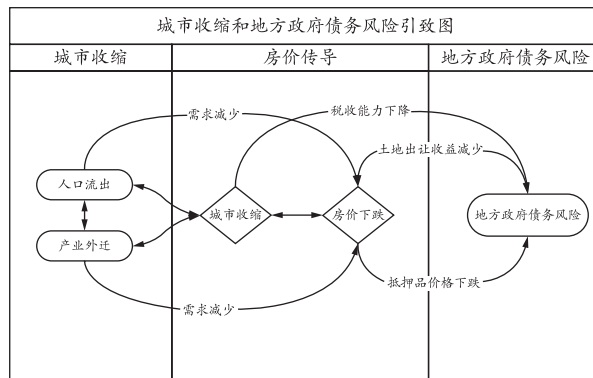 城市收缩和地方政府债务风险引致图
城市收缩
房价传导
地方政府债务风险
需求减少
税收能力下降
土地出让收益减少
人口流出
城市收缩
房价下跌
地方政府债务风险
产业外迁
抵押品价格下跌
需求减少